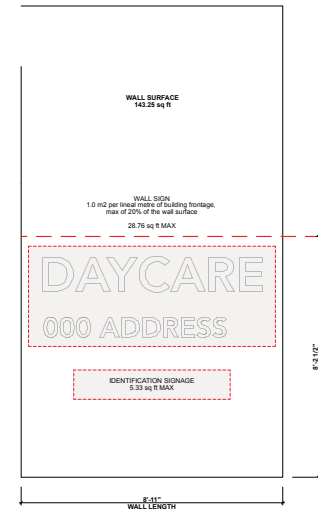 WALL SURFACE
143.25 sq ft
WALL SIGN
1.0 m2 per lineal metre of building frontage,
max of 20% of the wall surface
28.76 sq ft MAX
DAYCARE
000 ADDRESS
IDENTIFICATION SIGNAGE
5.33 sq ft MAX
8'-2 1/2"
8'-11"
WALL LENGTH